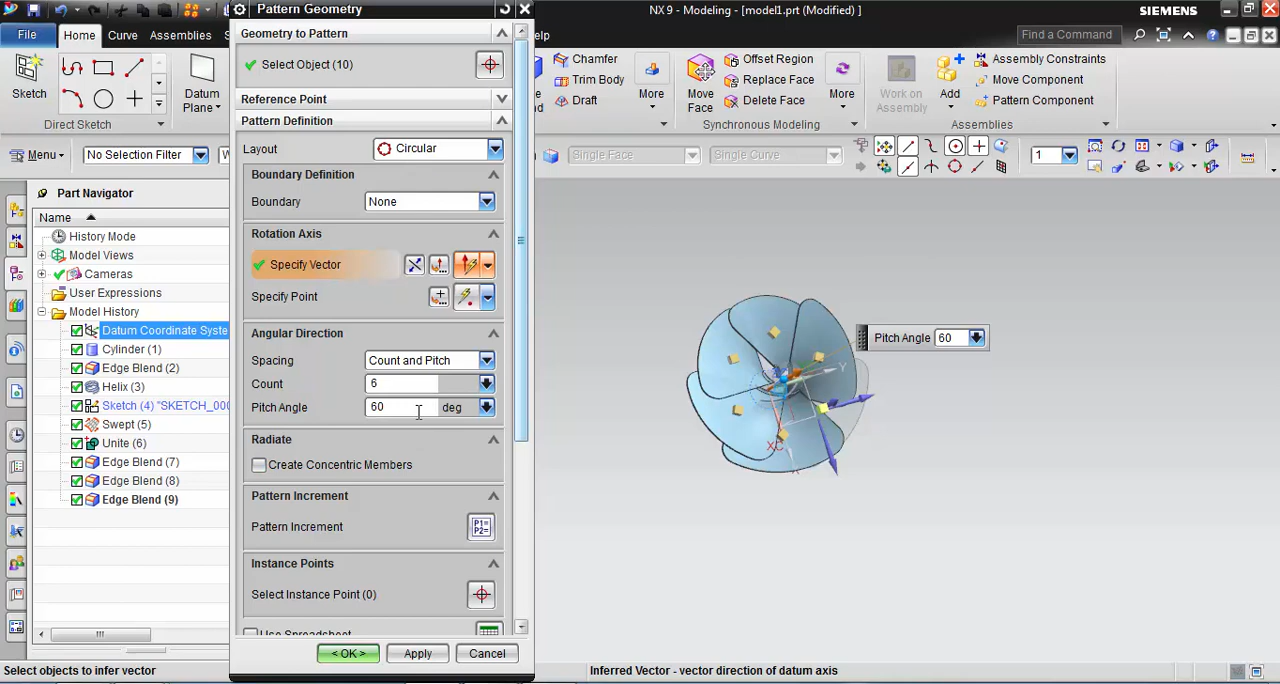 Pattern Geometry
NX 9 - Modeling - [model1.prt (Modified) ]
SIEMENS
File
Home
Curve
Assemblies
elp
Find a Command
Geometry to Pattern
Select Object (10)
Reference Point
Pattern Definition
Layout
Circular
Boundary Definition
Boundary
None
Rotation Axis
Specify Vector
Specify Point
Angular Direction
Spacing
Count and Pitch
Count
6
Pitch Angle
60
deg
Radiate
Create Concentric Members
Pattern Increment
Pattern Increment
P1=
P2=
Instance Points
Select Instance Point (0)
Use Spreadsheet
< OK >
Apply
Cancel
Sketch
Datum
Plane
Direct Sketch
Menu
No Selection Filter
W
Part Navigator
Name
History Mode
Model Views
Cameras
User Expressions
Model History
Datum Coordinate Syste
Cylinder (1)
Edge Blend (2)
Helix (3)
Sketch (4) "SKETCH_000
Swept (5)
Unite (6)
Edge Blend (7)
Edge Blend (8)
Edge Blend (9)
Select objects to infer vector
Chamfer
Trim Body
Draft
More
Move
Face
Offset Region
Replace Face
Delete Face
More
Synchronous Modeling
Work on
Assembly
Add
Assembly Constraints
Move Component
Pattern Component
Assemblies
Single Face
Single Curve
1
Pitch Angle
60
Y
XC
Inferred Vector - vector direction of datum axis